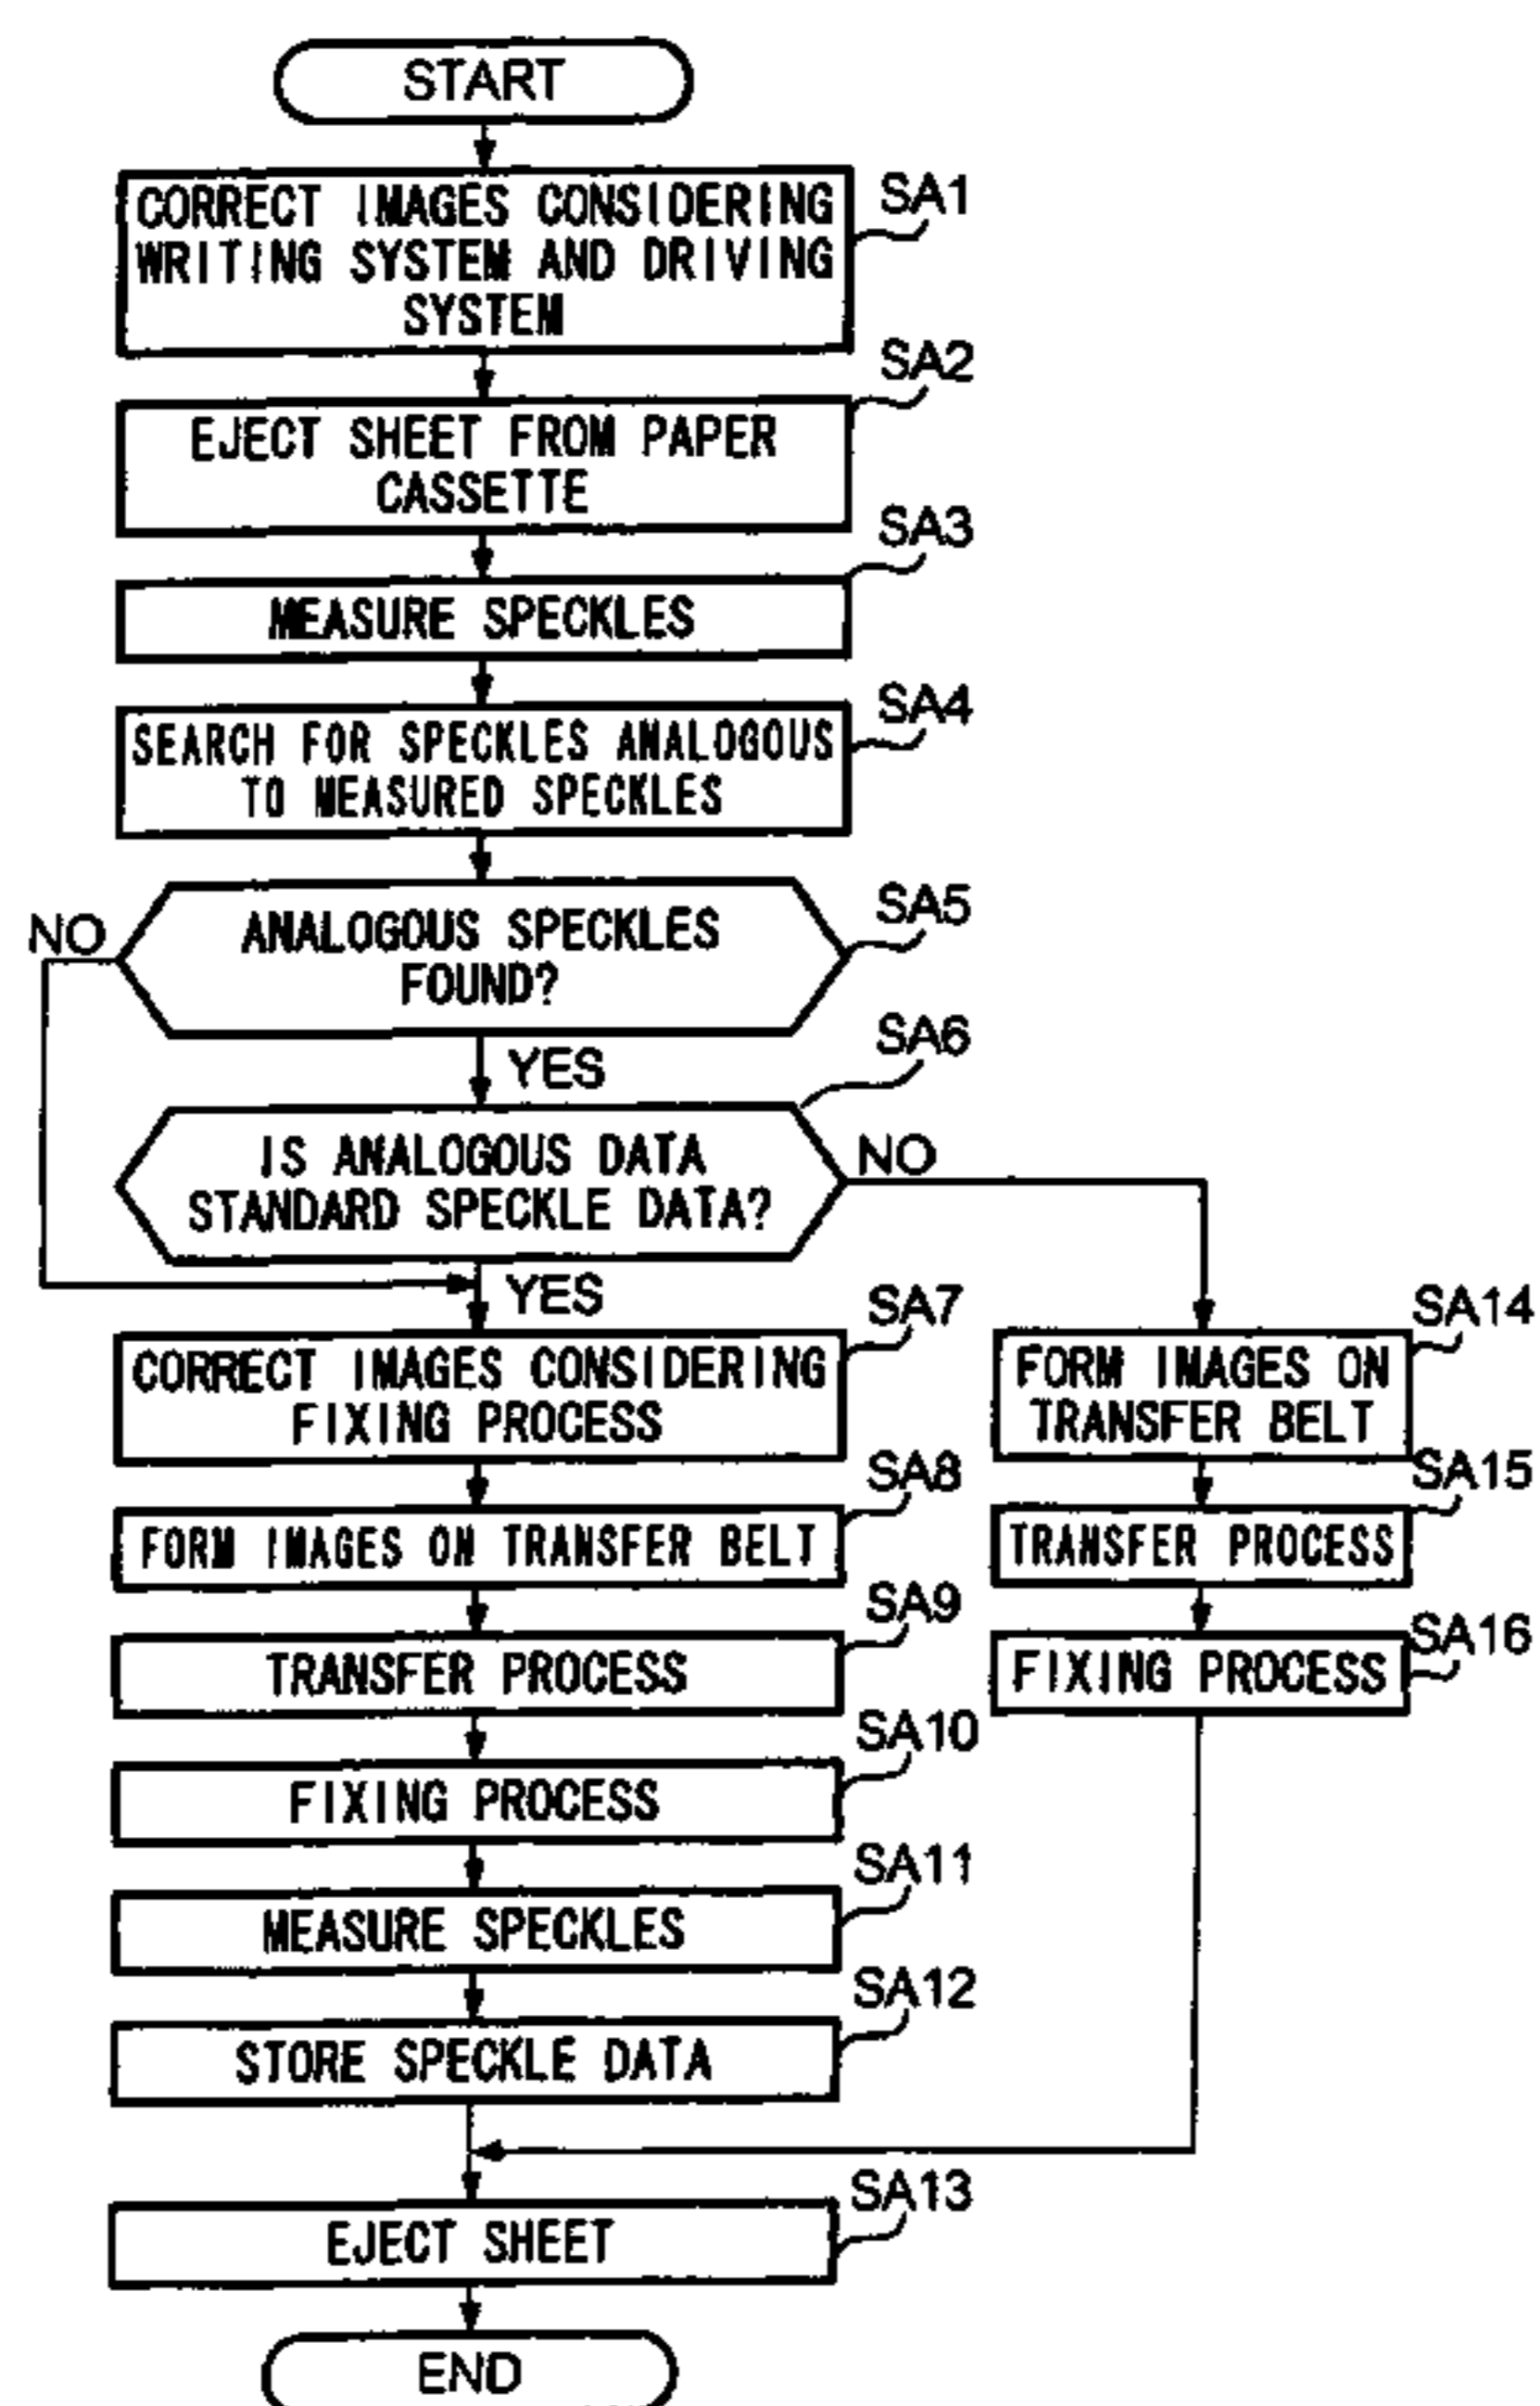 START
CORRECT IMAGES CONSIDERING
WRITING SYSTEM AND DRIVING
SYSTEM
SA1
EJECT SHEET FROM PAPER
CASSETTE
SA2
MEASURE SPECKLES
SA3
SEARCH FOR SPECKLES ANALOGOUS
TO MEASURED SPECKLES
SA4
ANALOGOUS SPECKLES
FOUND?
SA5
NO
YES
IS ANALOGOUS DATA
STANDARD SPECKLE DATA?
SA6
NO
YES
CORRECT IMAGES CONSIDERING
FIXING PROCESS
SA7
FORM IMAGES ON TRANSFER BELT
SA8
TRANSFER PROCESS
SA9
FIXING PROCESS
SA10
MEASURE SPECKLES
SA11
STORE SPECKLE DATA
SA12
FORM IMAGES ON
TRANSFER BELT
SA14
TRANSFER PROCESS
SA15
FIXING PROCESS
SA16
EJECT SHEET
SA13
END